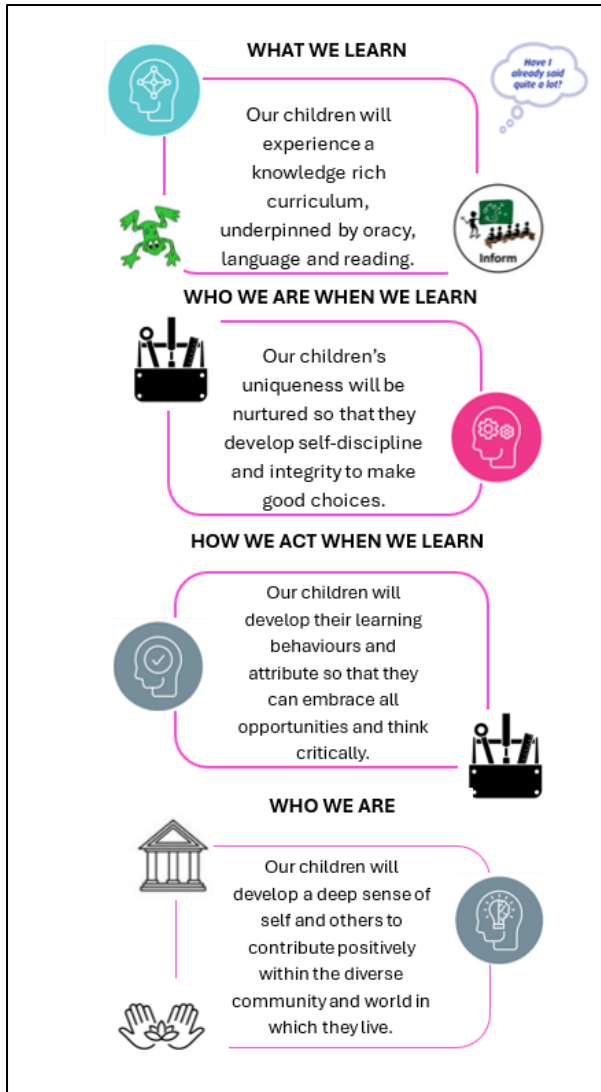 WHAT WE LEARN
Have I
already said
quite a lot?
Our children will
experience a
knowledge rich
curriculum,
underpinned by oracy,
language and reading.
Inform
WHO WE ARE WHEN WE LEARN
Our children’s
uniqueness will be
nurtured so that they
develop self-discipline
and integrity to make
good choices.
HOW WE ACT WHEN WE LEARN
Our children will
develop their learning
behaviours and
attribute so that they
can embrace all
opportunities and think
critically.
WHO WE ARE
Our children will
develop a deep sense of
self and others to
contribute positively
within the diverse
community and world in
which they live.